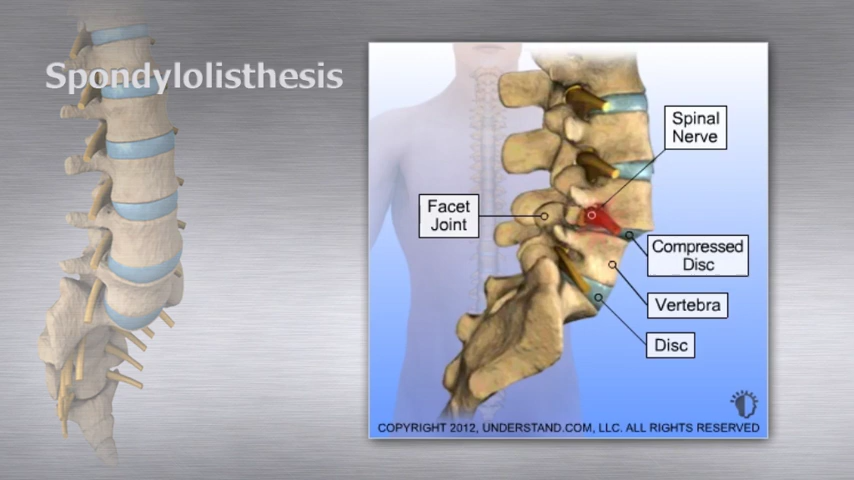 Spondylolisthesis
Spinal
Nerve
Facet
Joint
Compressed
Disc
Vertebra
Disc
COPYRIGHT 2012, UNDERSTAND.COM, LLC. ALL RIGHTS RESERVED